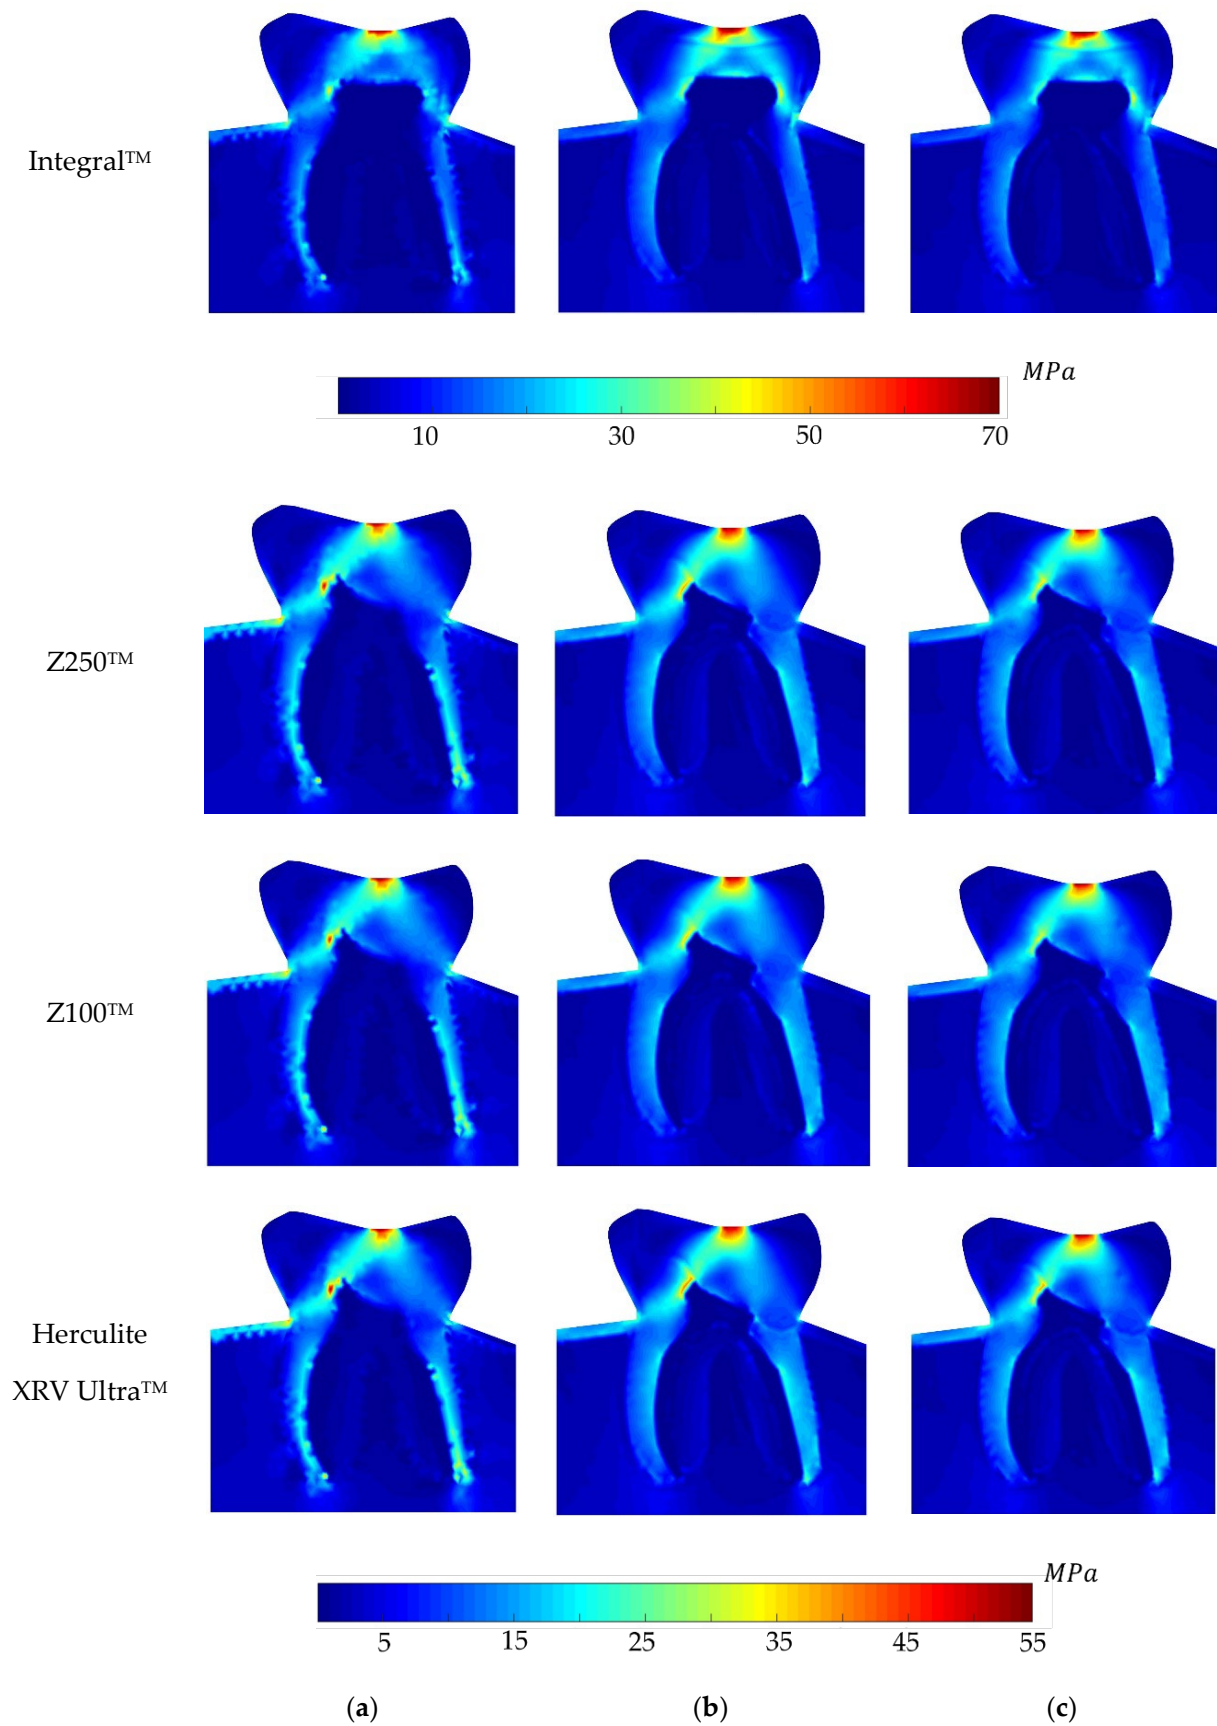 Integral™
MPa
10 30 50 70
Z250™
Z100™
Herculite
XRV Ultra™
MPa
5 15 25 35 45 55
(a) (b) (c)